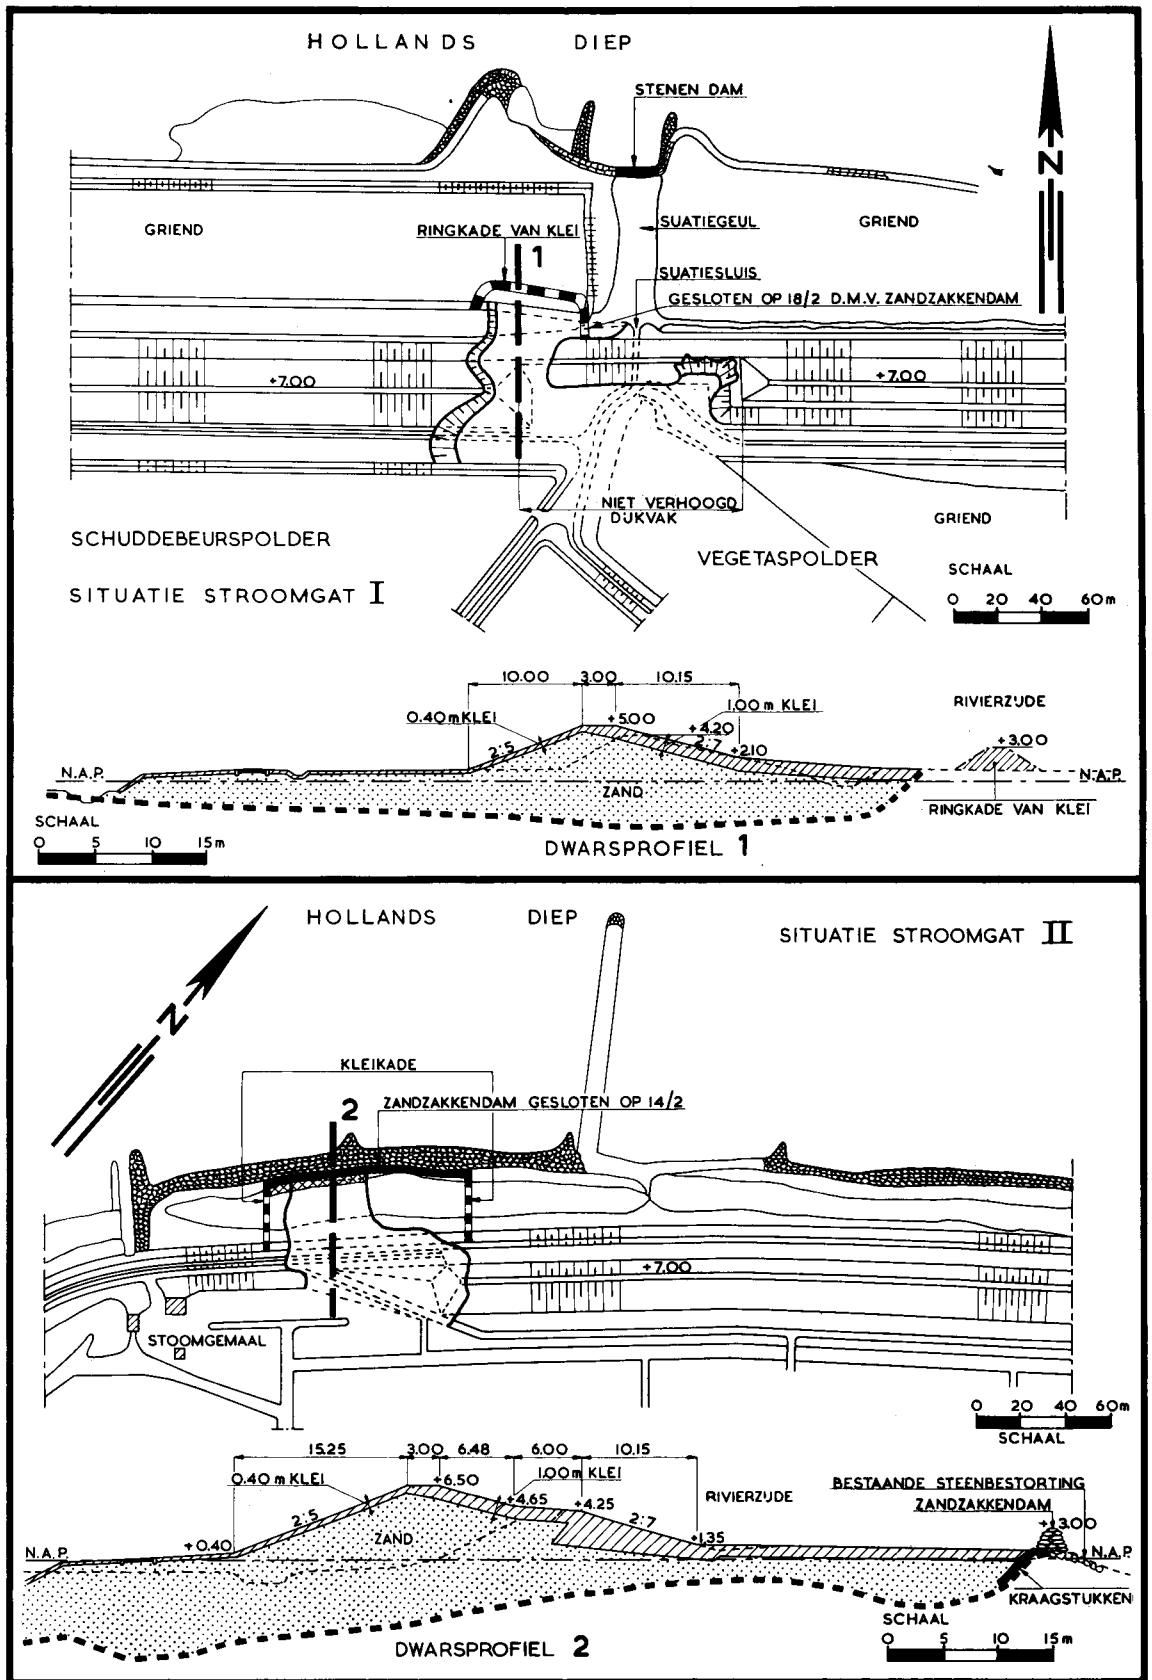 HOLLANDS DIEP
STENEN DAM
N
GRIEND
RINGKADE VAN KLEI
1
SUATIEGEUL
GRIEND
SUATIESLUIS
GESLOTEN OP 18/2 D.M.V. ZANDZAKKENDAM
+7.00
+7.00
NIET VERHOOGD
DIJKVAK
GRIEND
SCHUDDEBEURSPOLDER
VEGETASPOLDER
SCHAAL
SITUATIE STROOMGAT I
0 20 40 60m
10.00 3.00 10.15
RIVIERZIJDE
0.40m KLEI
+5.00
1.00m KLEI
+4.20
2:5
2:7
+2.10
+3.00
N.A.P.
N.A.P.
ZAND
RINGKADE VAN KLEI
SCHAAL
0 5 10 15m
DWARSPROFIEL 1
HOLLANDS DIEP
SITUATIE STROOMGAT II
N
KLEIKADE
2
ZANDZAKKENDAM GESLOTEN OP 14/2
+7.00
STOOMGEMAAL
0 20 40 60m
SCHAAL
15.25 3.00 6.48 6.00 10.15
0.40m KLEI
+6.50
1.00m KLEI
RIVIERZIJDE
BESTAANDE STEENBESTORTING
ZANDZAKKENDAM
+4.65
+4.25
+3.00
2:5
2:7
ZAND
+1.35
+0.40
N.A.P.
N.A.P.
KRAAGSTUKKEN
SCHAAL
DWARSPROFIEL 2
0 5 10 15m